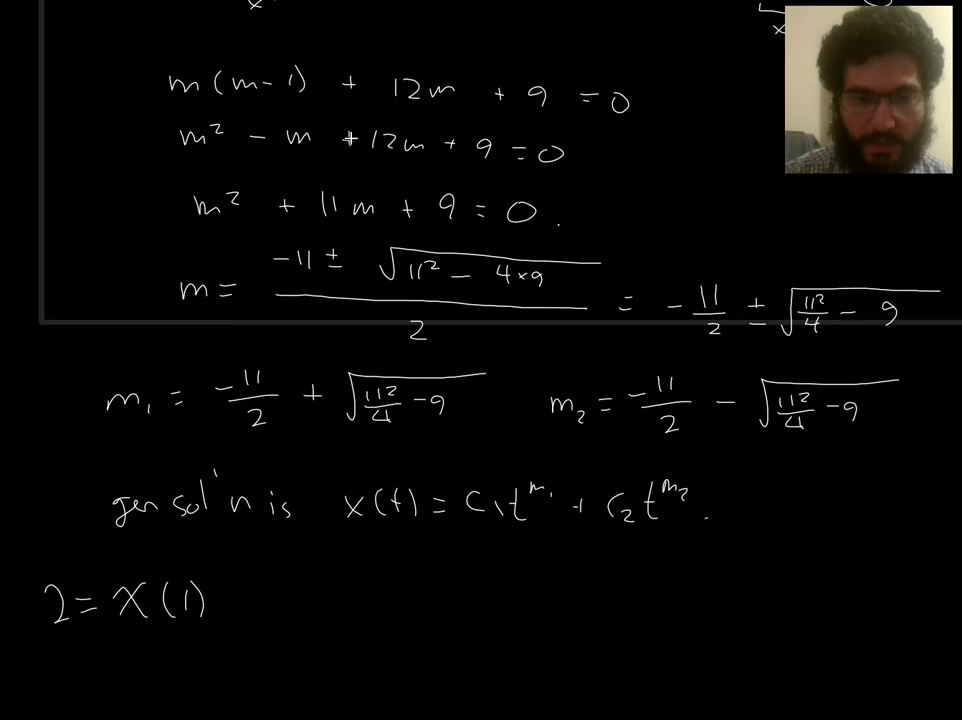 x
x
m(m-1) + 12m + 9 = 0
m² - m + 12m + 9 = 0
m² + 11m + 9 = 0.
m = (-11 ± √(11² - 4×9))/2 = -11/2 ± √(11²/4 - 9)
m₁ = -11/2 + √(11²/4 - 9) m₂ = -11/2 - √(11²/4 - 9)
gen sol'n is x(t) = c₁t^m₁ + c₂t^m₂.
2 = x(1)